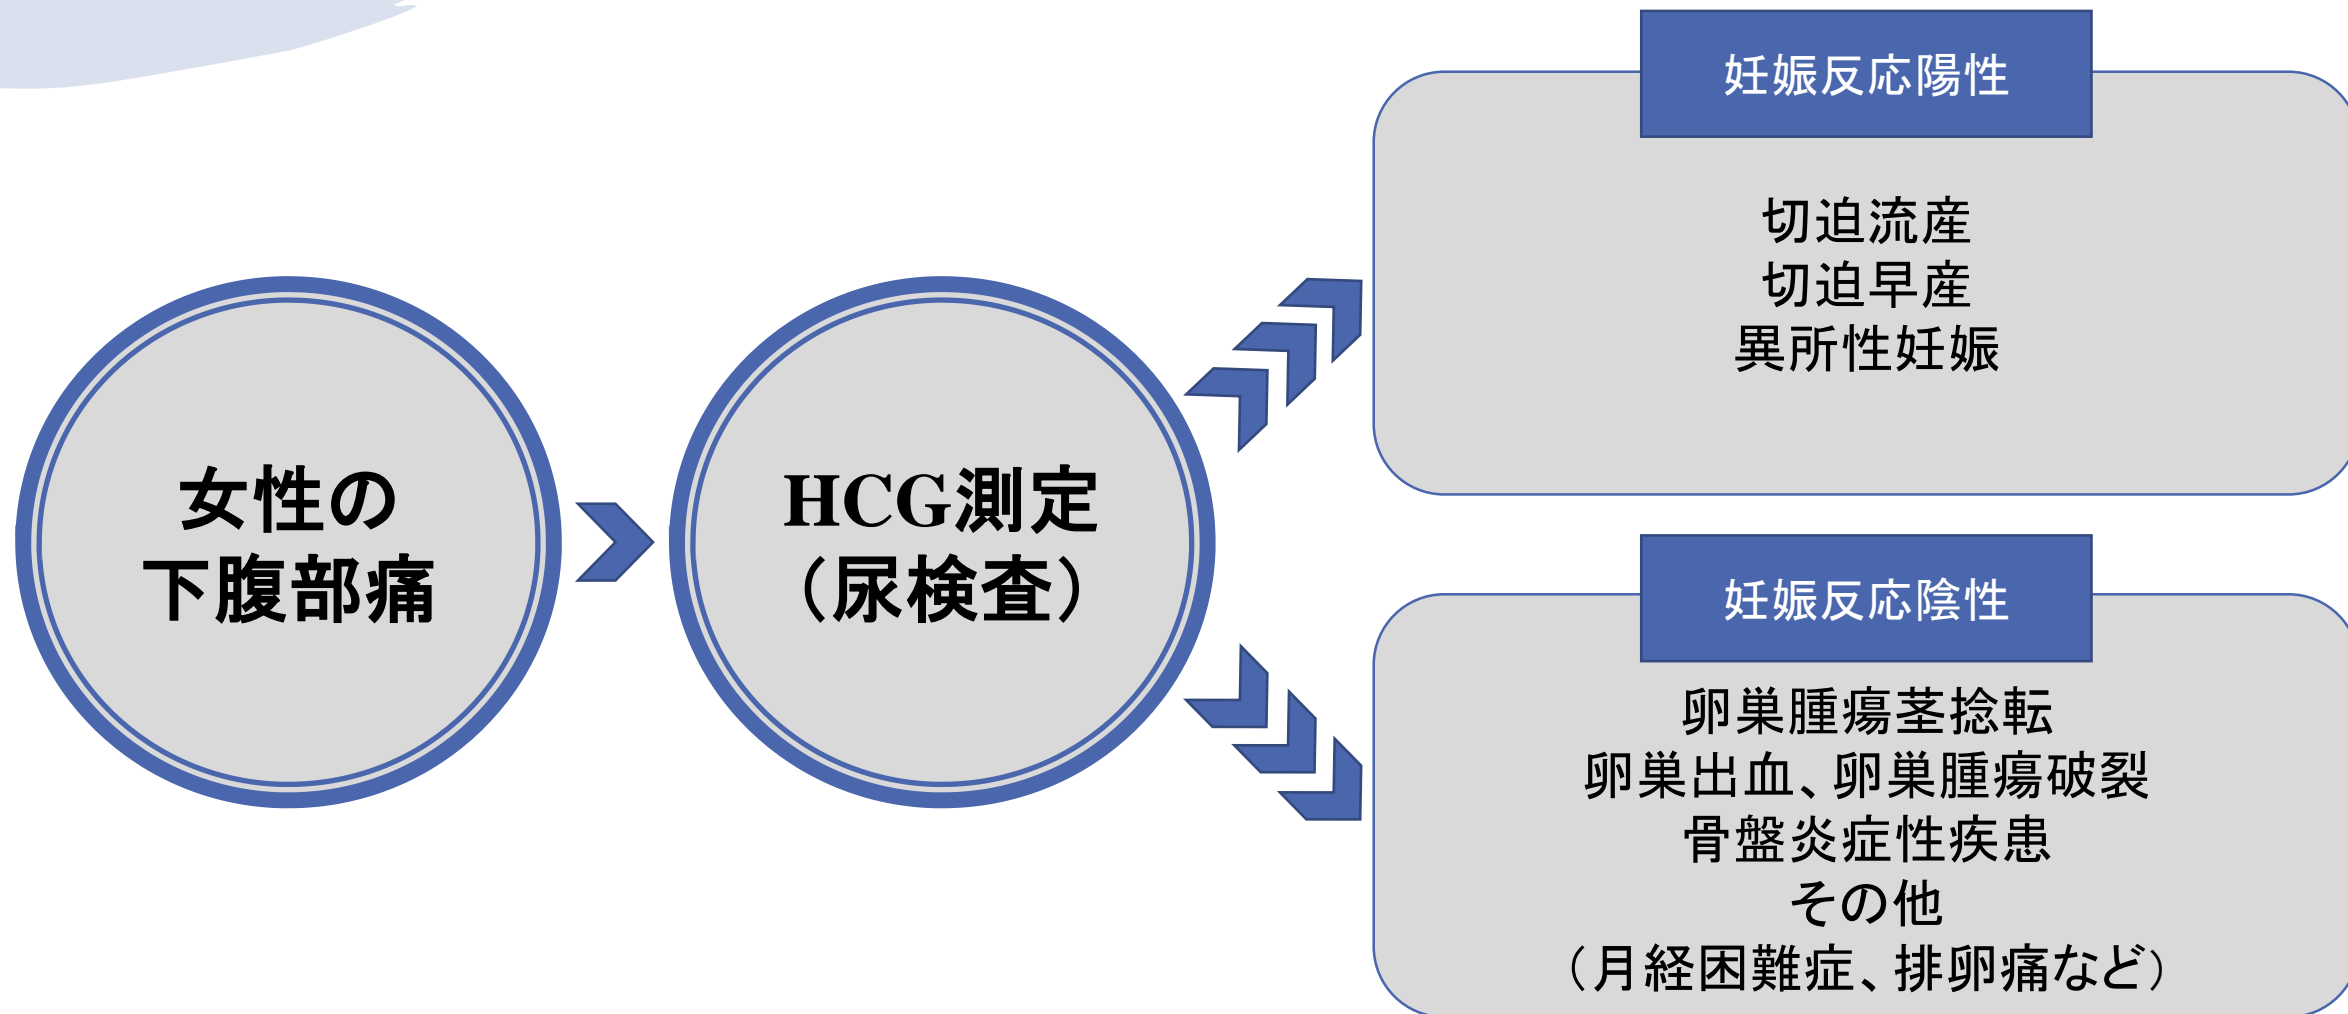 女性の
下腹部痛
HCG測定
（尿検査）
妊娠反応陽性
切迫流産
切迫早産
異所性妊娠
妊娠反応陰性
卵巣腫瘍茎捻転
卵巣出血、卵巣腫瘍破裂
骨盤炎症性疾患
その他
（月経困難症、排卵痛など）